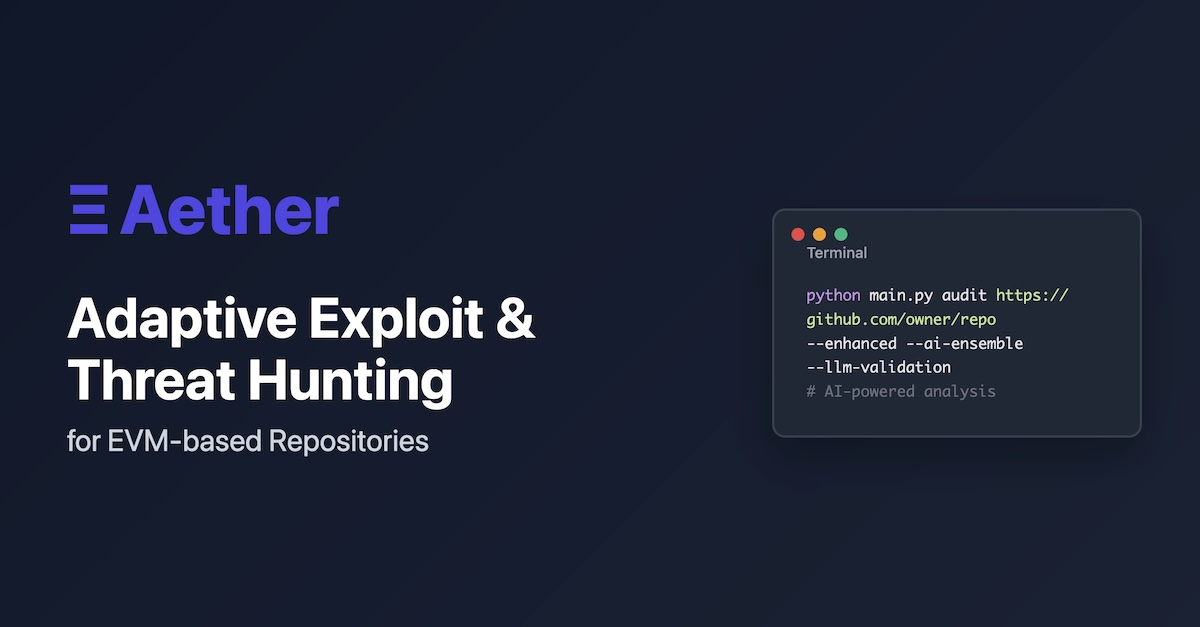 Ξ Aether
Adaptive Exploit &
Threat Hunting
for EVM-based Repositories
Terminal
python main.py audit https://
github.com/owner/repo
--enhanced --ai-ensemble
--llm-validation
# AI-powered analysis